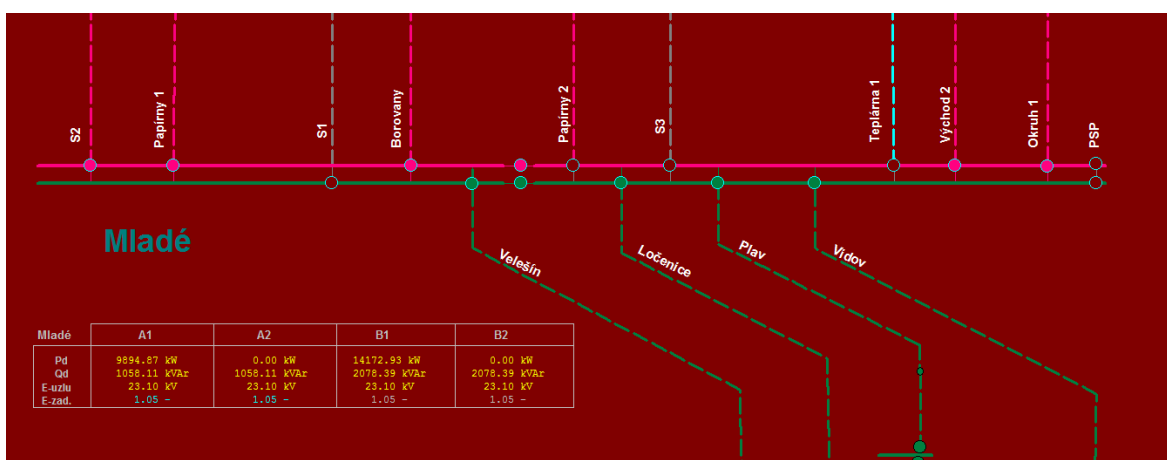 S2
Papírny 1
S1
Borovany
Papírny 2
S3
Teplárna 1
Východ 2
Okruh 1
PSP
Mladé
Velešín
Ločenice
Plav
Vidov
Mladé A1 A2 B1 B2
Pd 9894.87 kW 0.00 kW 14172.93 kW 0.00 kW
Qd 1058.11 kVAr 1058.11 kVAr 2078.39 kVAr 2078.39 kVAr
E-uzlu 23.10 kV 23.10 kV 23.10 kV 23.10 kV
E-zad. 1.05 - 1.05 - 1.05 - 1.05 -